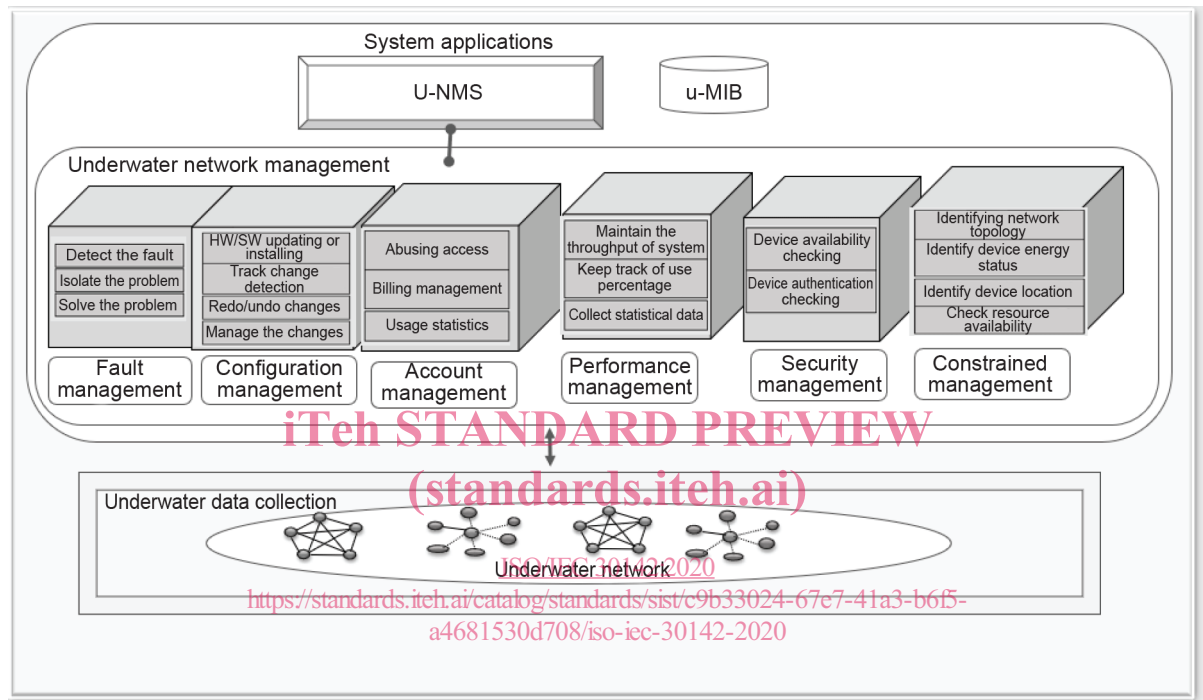 System applications
U-NMS
u-MIB
Underwater network management
Detect the fault
Isolate the problem
Solve the problem
Fault
management
HW/SW updating or
installing
Track change
detection
Redo/undo changes
Manage the changes
Configuration
management
Abusing access
Billing management
Usage statistics
Account
management
Maintain the
throughput of system
Keep track of use
percentage
Collect statistical data
Performance
management
Device availability
checking
Device authentication
checking
Security
management
Identifying network
topology
Identify device energy
status
Identify device location
Check resource
availability
Constrained
management
iTeh STANDARD PREVIEW
(standards.iteh.ai)
Underwater data collection
Underwater network
ISO/IEC 30142:2020
https://standards.iteh.ai/catalog/standards/sist/c9b33024-67e7-41a3-b6f5-
a4681530d708/iso-iec-30142-2020